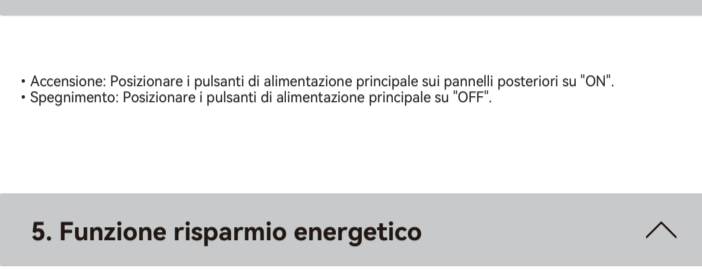 • Accensione: Posizionare i pulsanti di alimentazione principale sui pannelli posteriori su "ON".
• Spegnimento: Posizionare i pulsanti di alimentazione principale su "OFF".
5. Funzione risparmio energetico